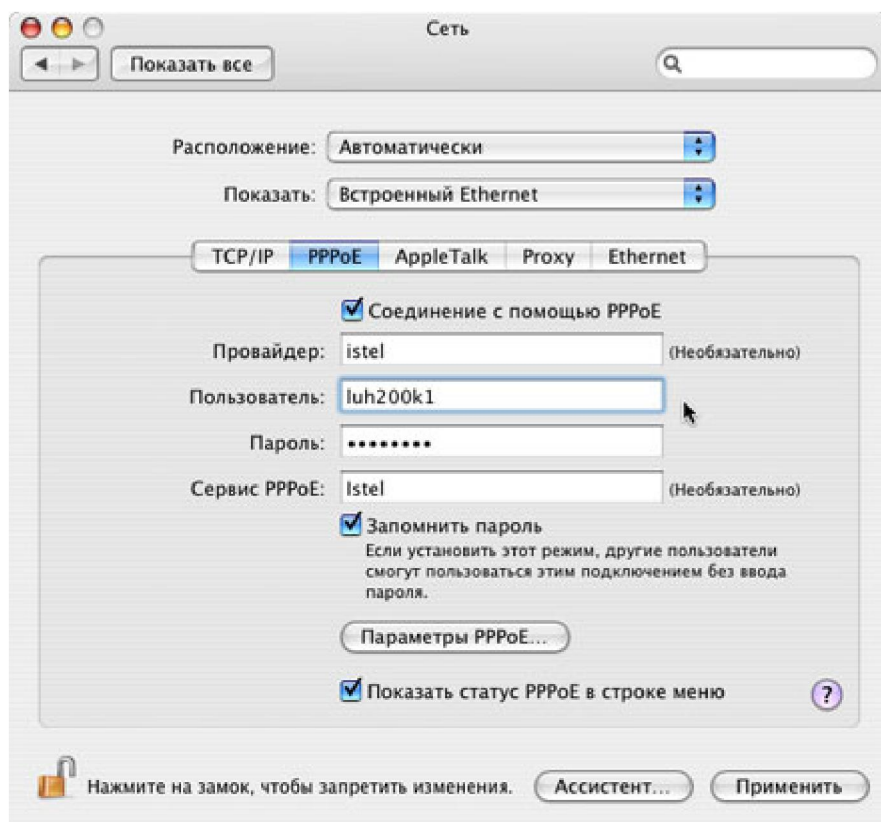 Сеть
Показать все
Расположение: Автоматически
Показать: Встроенный Ethernet
TCP/IP PPPoE AppleTalk Proxy Ethernet
Соединение с помощью PPPoE
Провайдер: istel (Необязательно)
Пользователь: luh200k1
Пароль: ••••••••
Сервис PPPoE: Istel (Необязательно)
Запомнить пароль
Если установить этот режим, другие пользователи
смогут пользоваться этим подключением без ввода
пароля.
Параметры PPPoE...
Показать статус PPPoE в строке меню ?
Нажмите на замок, чтобы запретить изменения. Ассистент... Применить